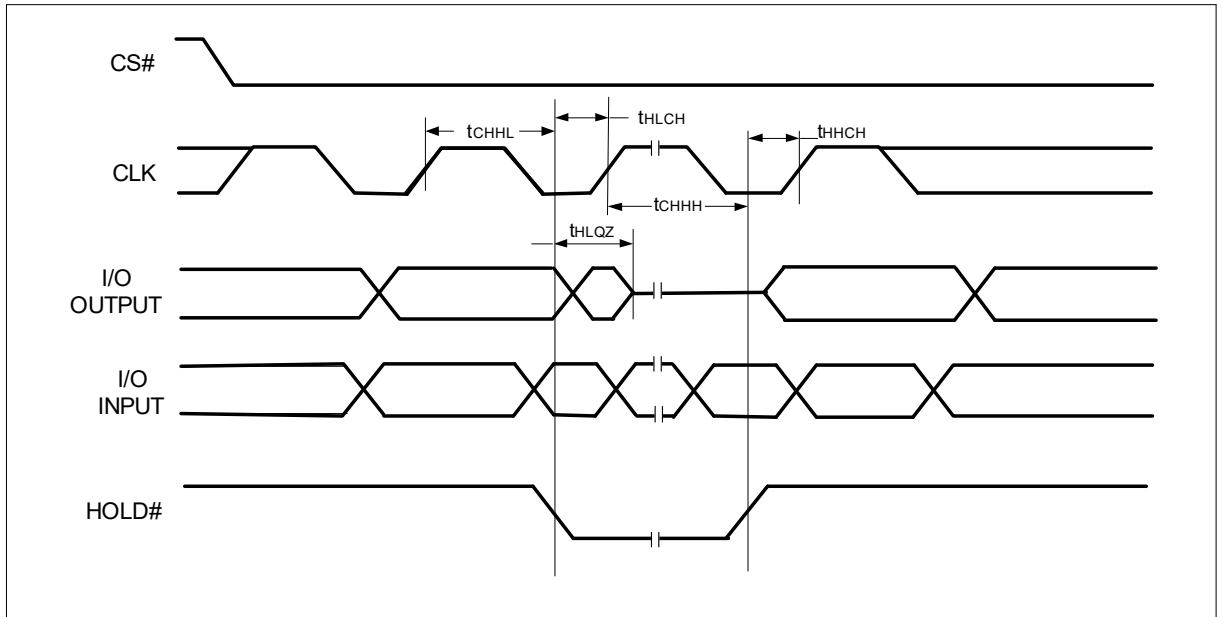 CS#
tCHHL
tHLCH
tHHCH
CLK
tCHHH
tHLQZ
I/O
OUTPUT
I/O
INPUT
HOLD#